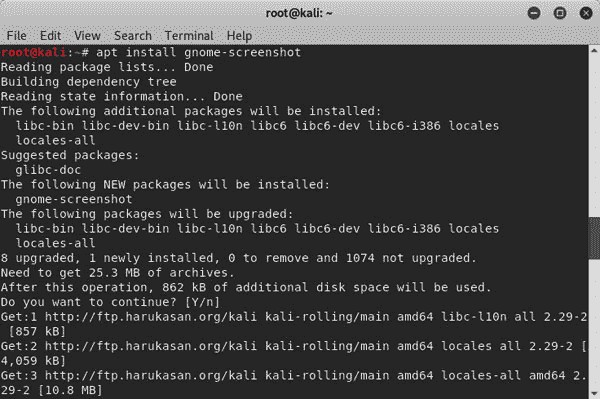 root@kali: ~
File Edit View Search Terminal Help
root@kali:~# apt install gnome-screenshot
Reading package lists... Done
Building dependency tree
Reading state information... Done
The following additional packages will be installed:
  libc-bin libc-dev-bin libc-l10n libc6 libc6-dev libc6-i386 locales
  locales-all
Suggested packages:
  glibc-doc
The following NEW packages will be installed:
  gnome-screenshot
The following packages will be upgraded:
  libc-bin libc-dev-bin libc-l10n libc6 libc6-dev libc6-i386 locales
  locales-all
8 upgraded, 1 newly installed, 0 to remove and 1074 not upgraded.
Need to get 25.3 MB of archives.
After this operation, 862 kB of additional disk space will be used.
Do you want to continue? [Y/n]
Get:1 http://ftp.harukasan.org/kali kali-rolling/main amd64 libc-l10n all 2.29-2
 [857 kB]
Get:2 http://ftp.harukasan.org/kali kali-rolling/main amd64 locales all 2.29-2 [
4,059 kB]
Get:3 http://ftp.harukasan.org/kali kali-rolling/main amd64 locales-all amd64 2.
29-2 [10.8 MB]